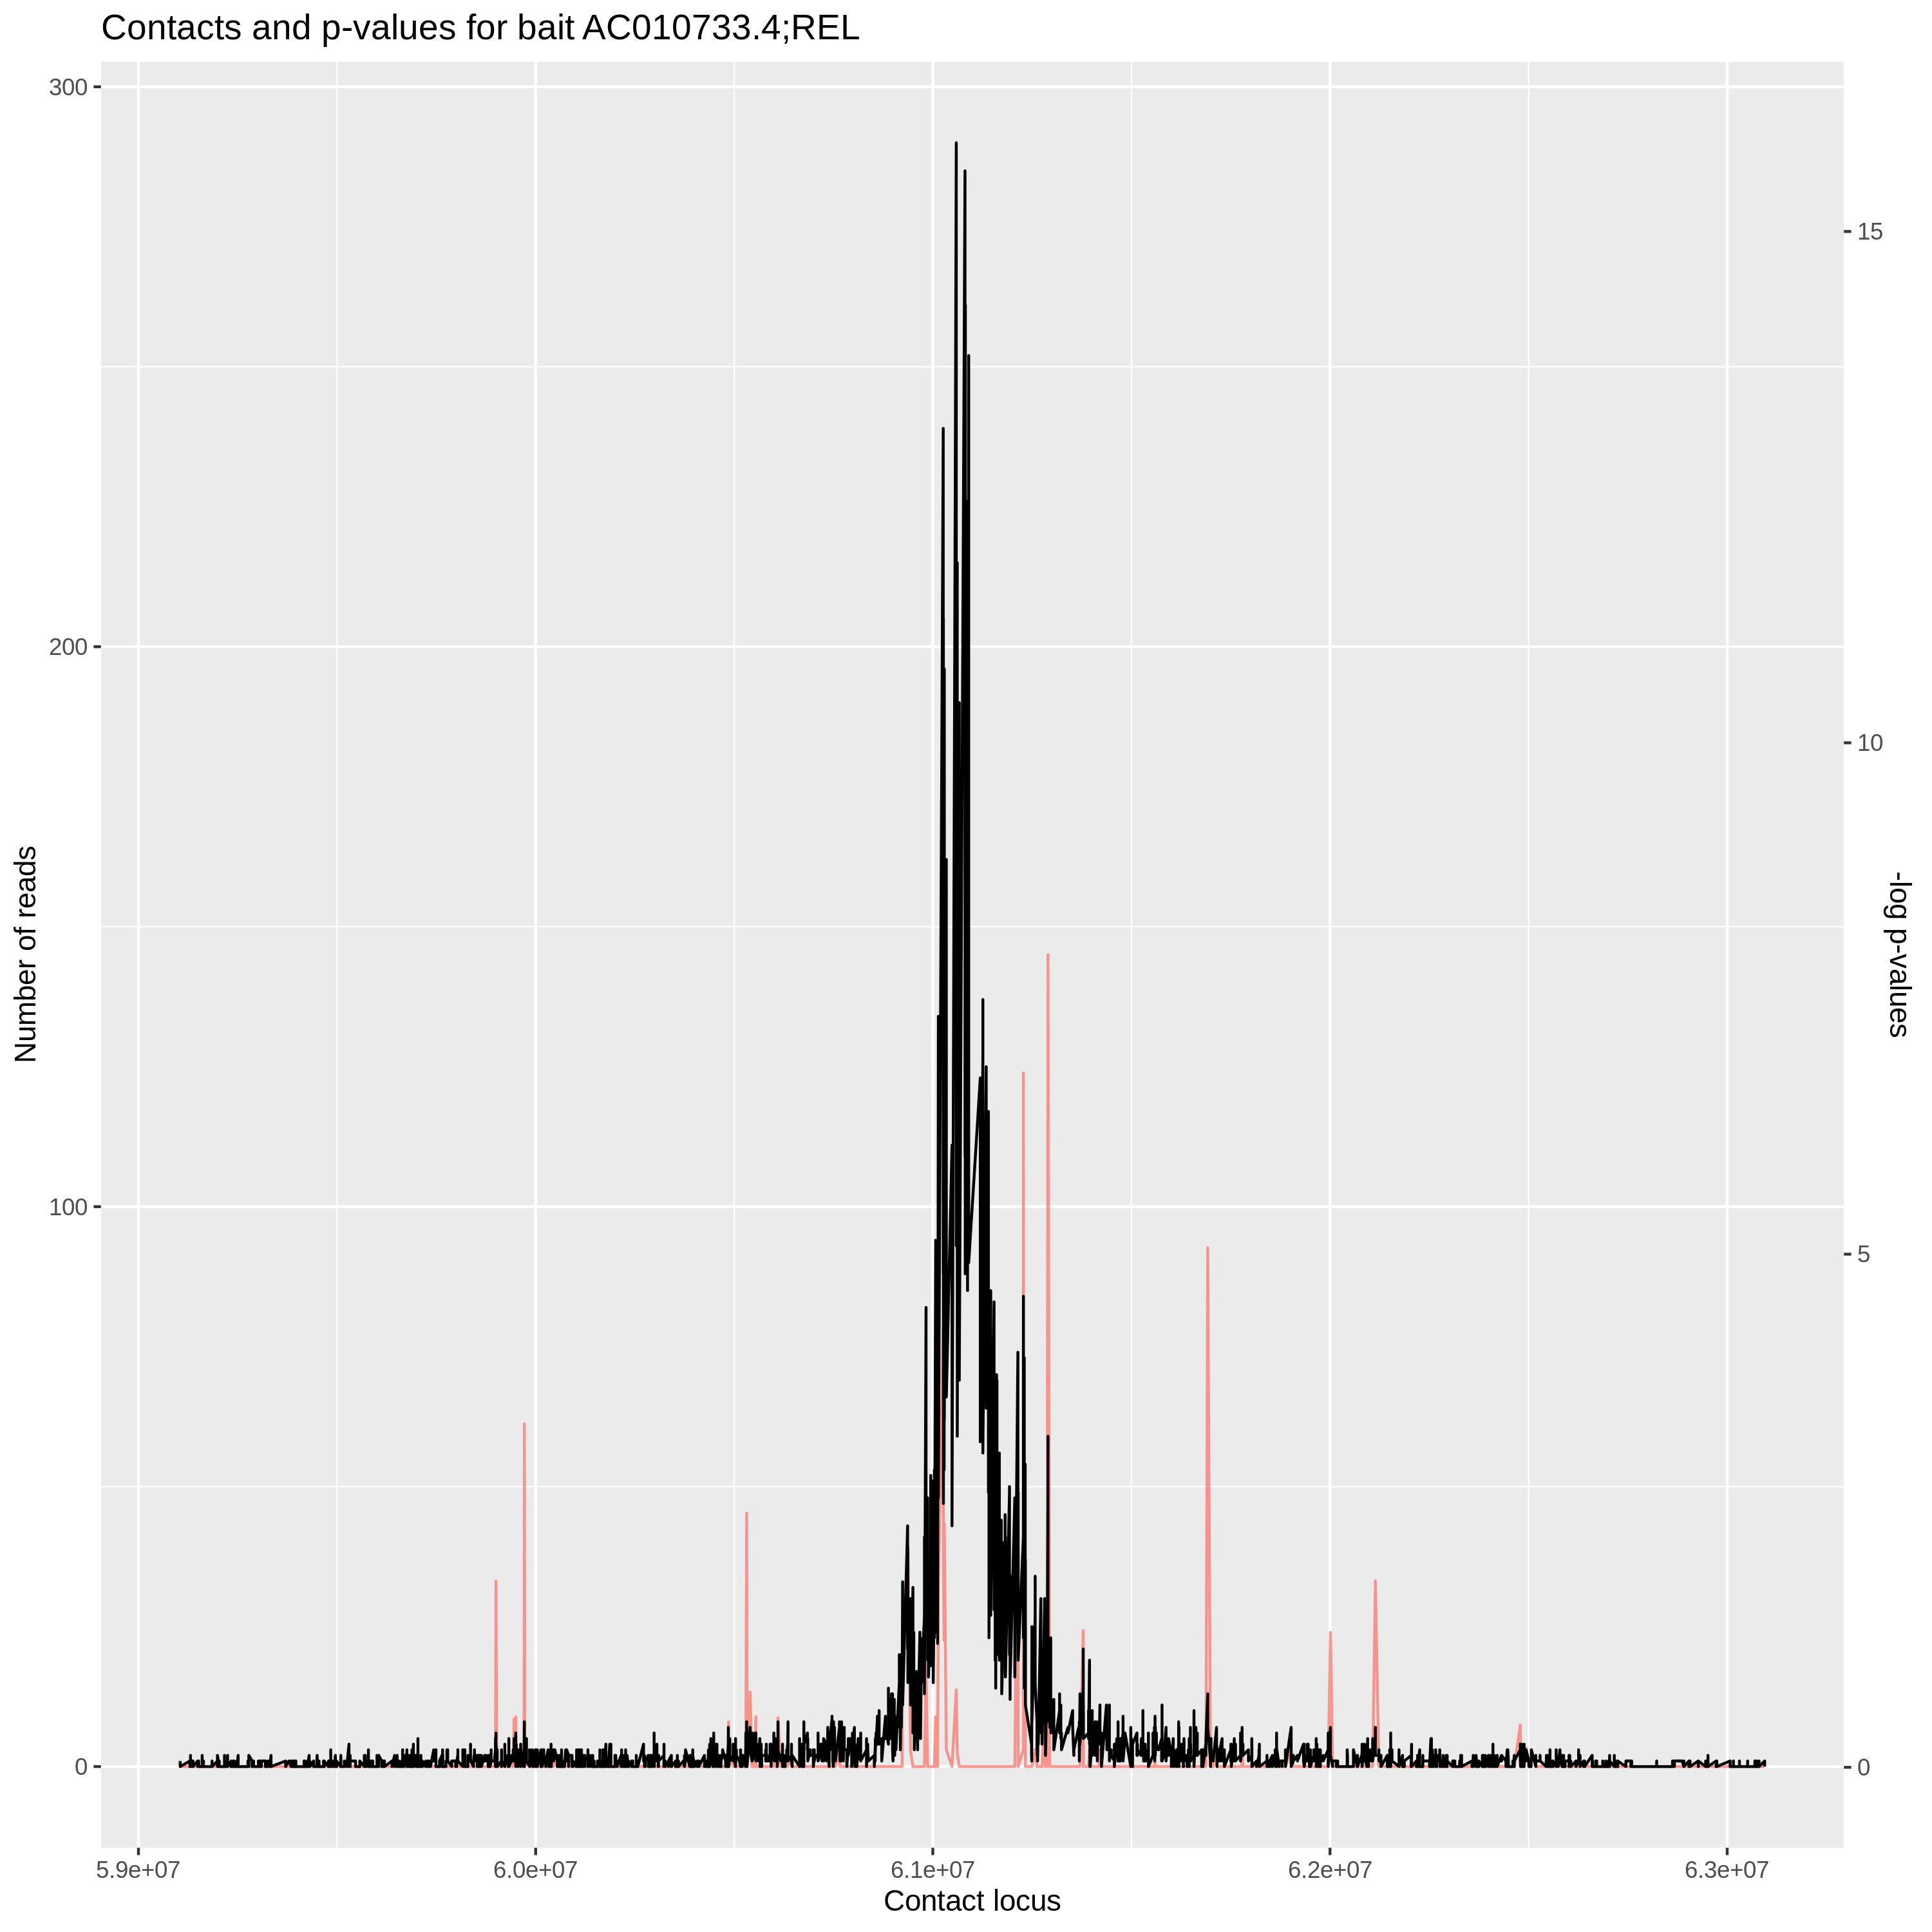 Contacts and p-values for bait AC010733.4;REL
300
200
100
0
Number of reads
15
10
5
0
-log p-values
5.9e+07
6.0e+07
6.1e+07
6.2e+07
6.3e+07
Contact locus